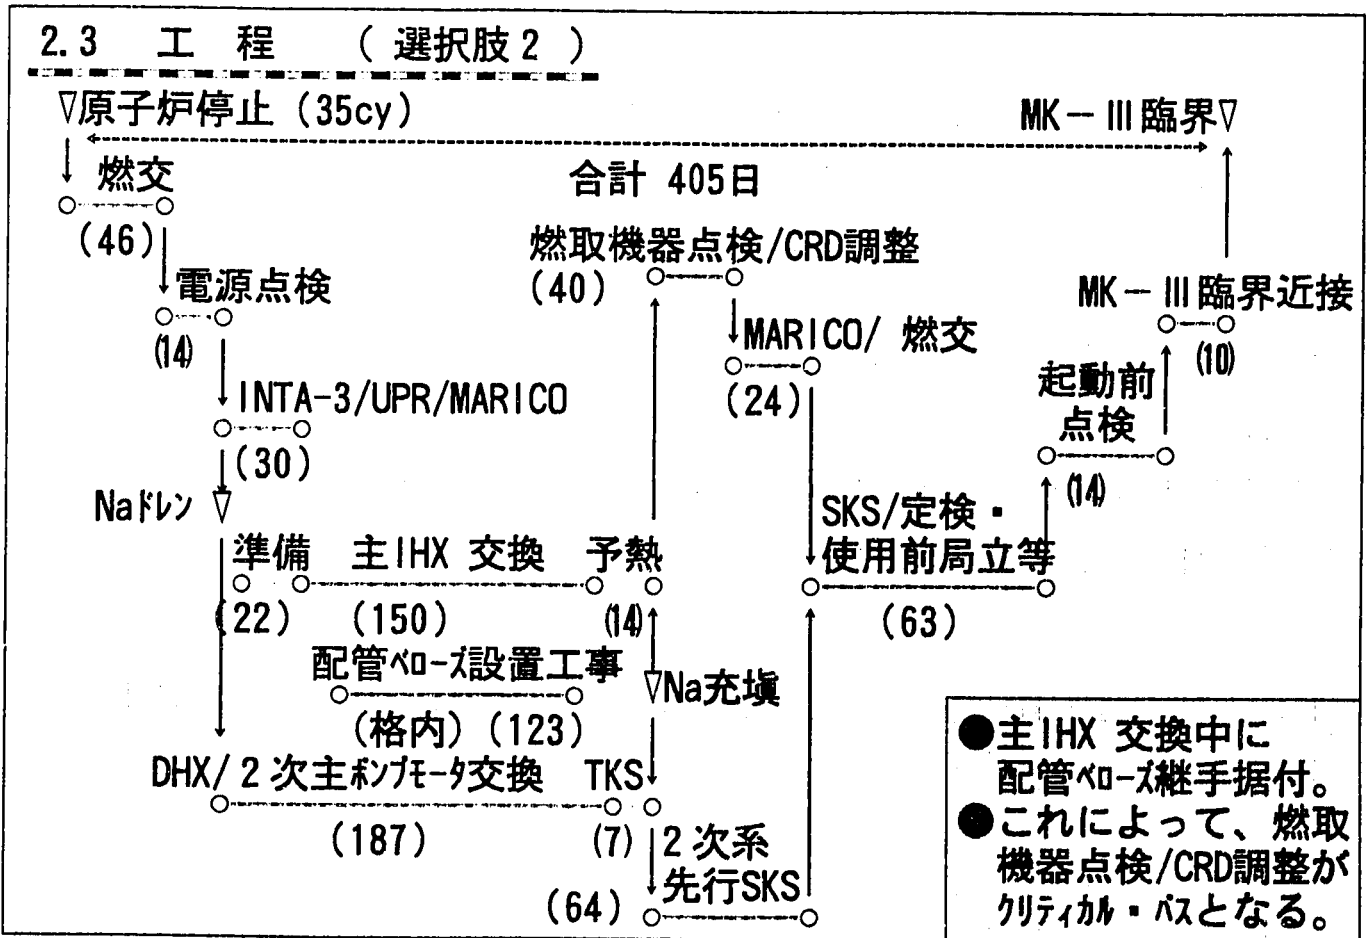 2.3 工 程 ( 選択肢 2 )
▽原子炉停止 (35cy)
MK－III 臨界▽
合計 405日
燃交
(46)
電源点検
(14)
INTA-3/UPR/MARICO
(30)
Naﾄﾞﾚﾝ ▽
準備 主IHX 交換 予熱
(22) (150) (14)
配管ﾍﾞﾛｰｽﾞ設置工事
(格内) (123)
▽Na充塡
DHX/ 2 次主ﾎﾟﾝﾌﾟﾓｰﾀ交換 TKS
(187) (7)
2 次系
先行SKS
(64)
燃取機器点検/CRD調整
(40)
MARICO/ 燃交
(24)
SKS/定検・
使用前局立等
(63)
起動前
点検
(14)
MK－III 臨界近接
(10)
●主IHX 交換中に
配管ﾍﾞﾛｰｽﾞ継手据付。
●これによって、燃取
機器点検/CRD調整が
ｸﾘﾃｨｶﾙ・ﾊﾟｽとなる。